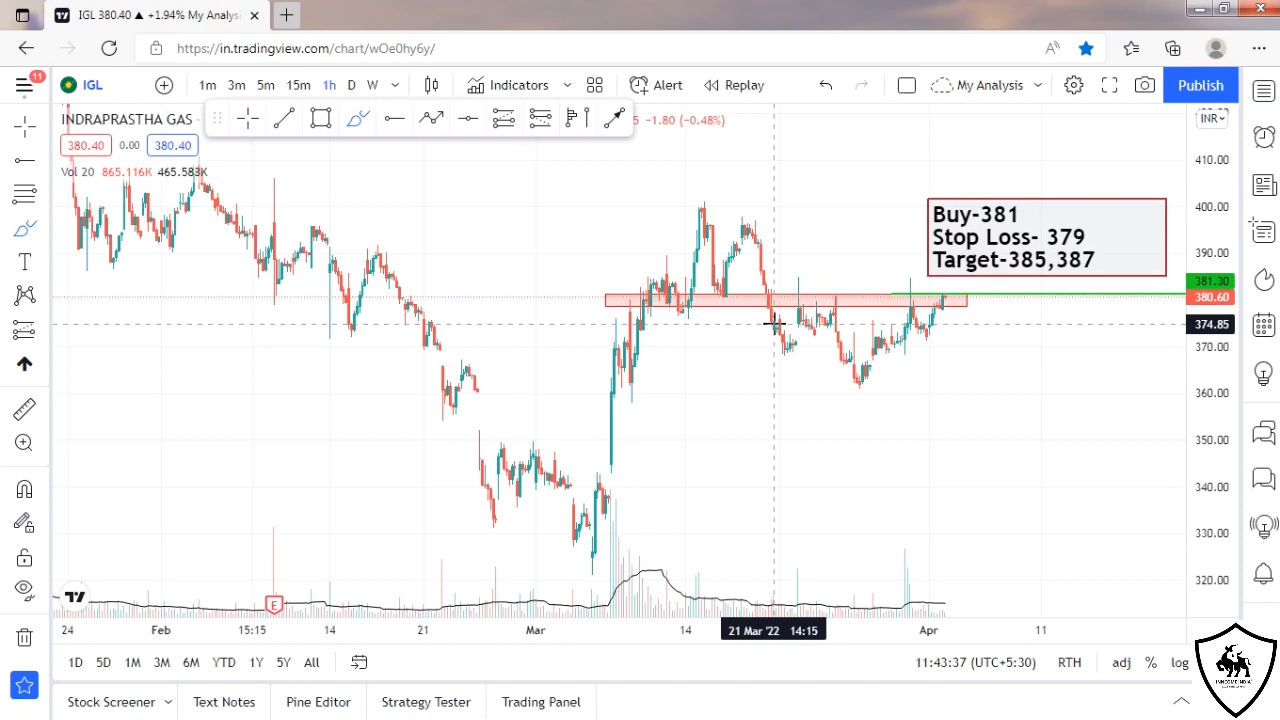 IGL 380.40 ▲ +1.94% My Analys
https://in.tradingview.com/chart/wOe0hy6y/
11
IGL
1m 3m 5m 15m 1h D W
Indicators
Alert
Replay
My Analysis
Publish
INDRAPRASTHA GAS
5 −1.80 (−0.48%)
INR
380.40 0.00 380.40
Vol 20 865.116K 465.583K
410.00
400.00
390.00
381.30
380.60
374.85
370.00
360.00
350.00
340.00
330.00
320.00
Buy-381
Stop Loss- 379
Target-385,387
E
24 Feb 15:15 14 21 Mar 14 21 Mar '22 14:15 Apr 11
1D 5D 1M 3M 6M YTD 1Y 5Y All
11:43:37 (UTC+5:30) RTH adj % log
Stock Screener Text Notes Pine Editor Strategy Tester Trading Panel